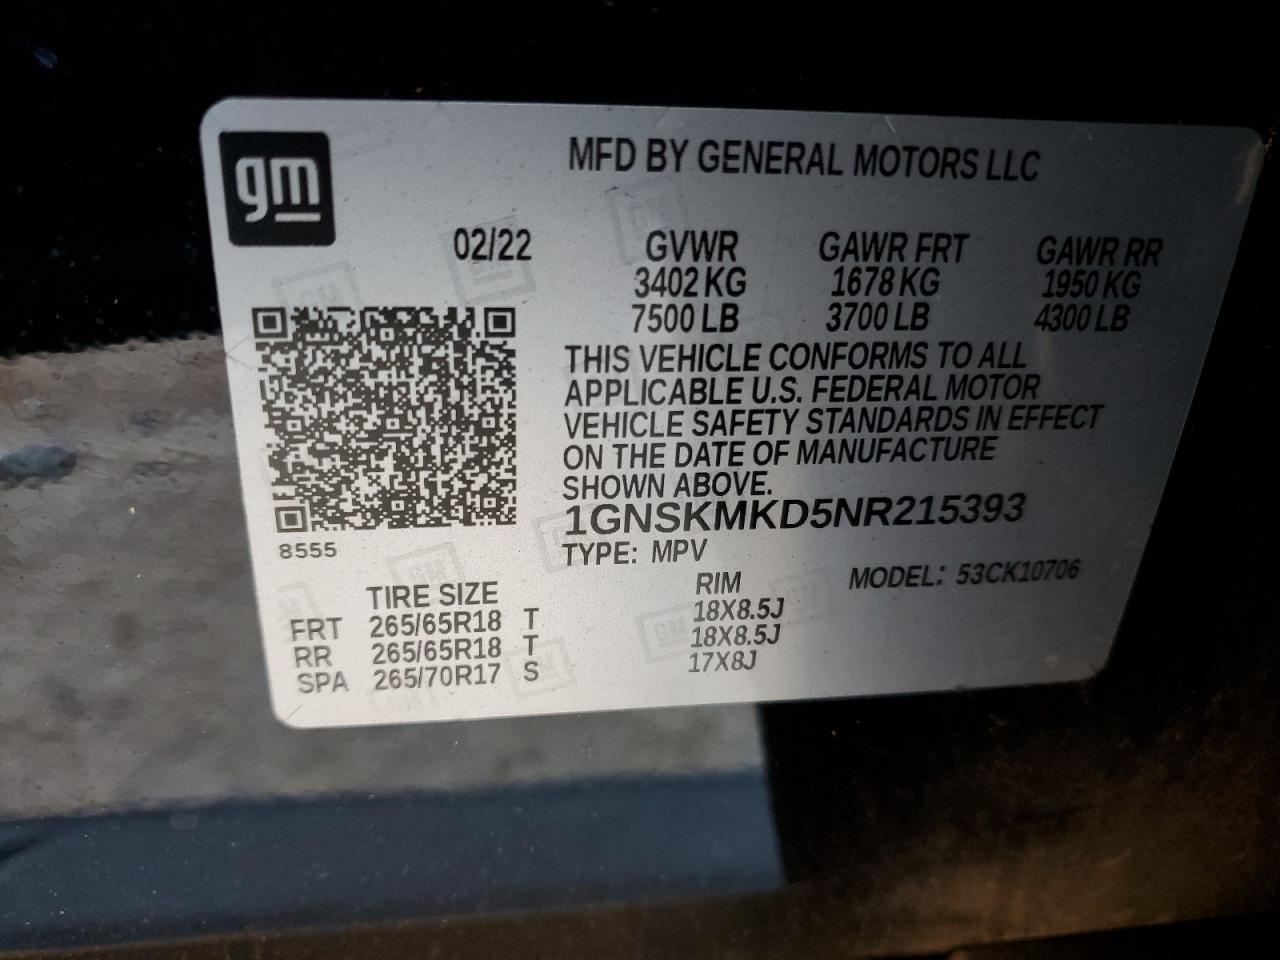 gm
MFD BY GENERAL MOTORS LLC
02/22 GVWR GAWR FRT GAWR RR
3402 KG 1678 KG 1950 KG
7500 LB 3700 LB 4300 LB
THIS VEHICLE CONFORMS TO ALL
APPLICABLE U.S. FEDERAL MOTOR
VEHICLE SAFETY STANDARDS IN EFFECT
ON THE DATE OF MANUFACTURE
SHOWN ABOVE.
1GNSKMKD5NR215393
8555
TYPE: MPV MODEL: 53CK10706
TIRE SIZE RIM
FRT 265/65R18 T 18X8.5J
RR 265/65R18 T 18X8.5J
SPA 265/70R17 S 17X8J